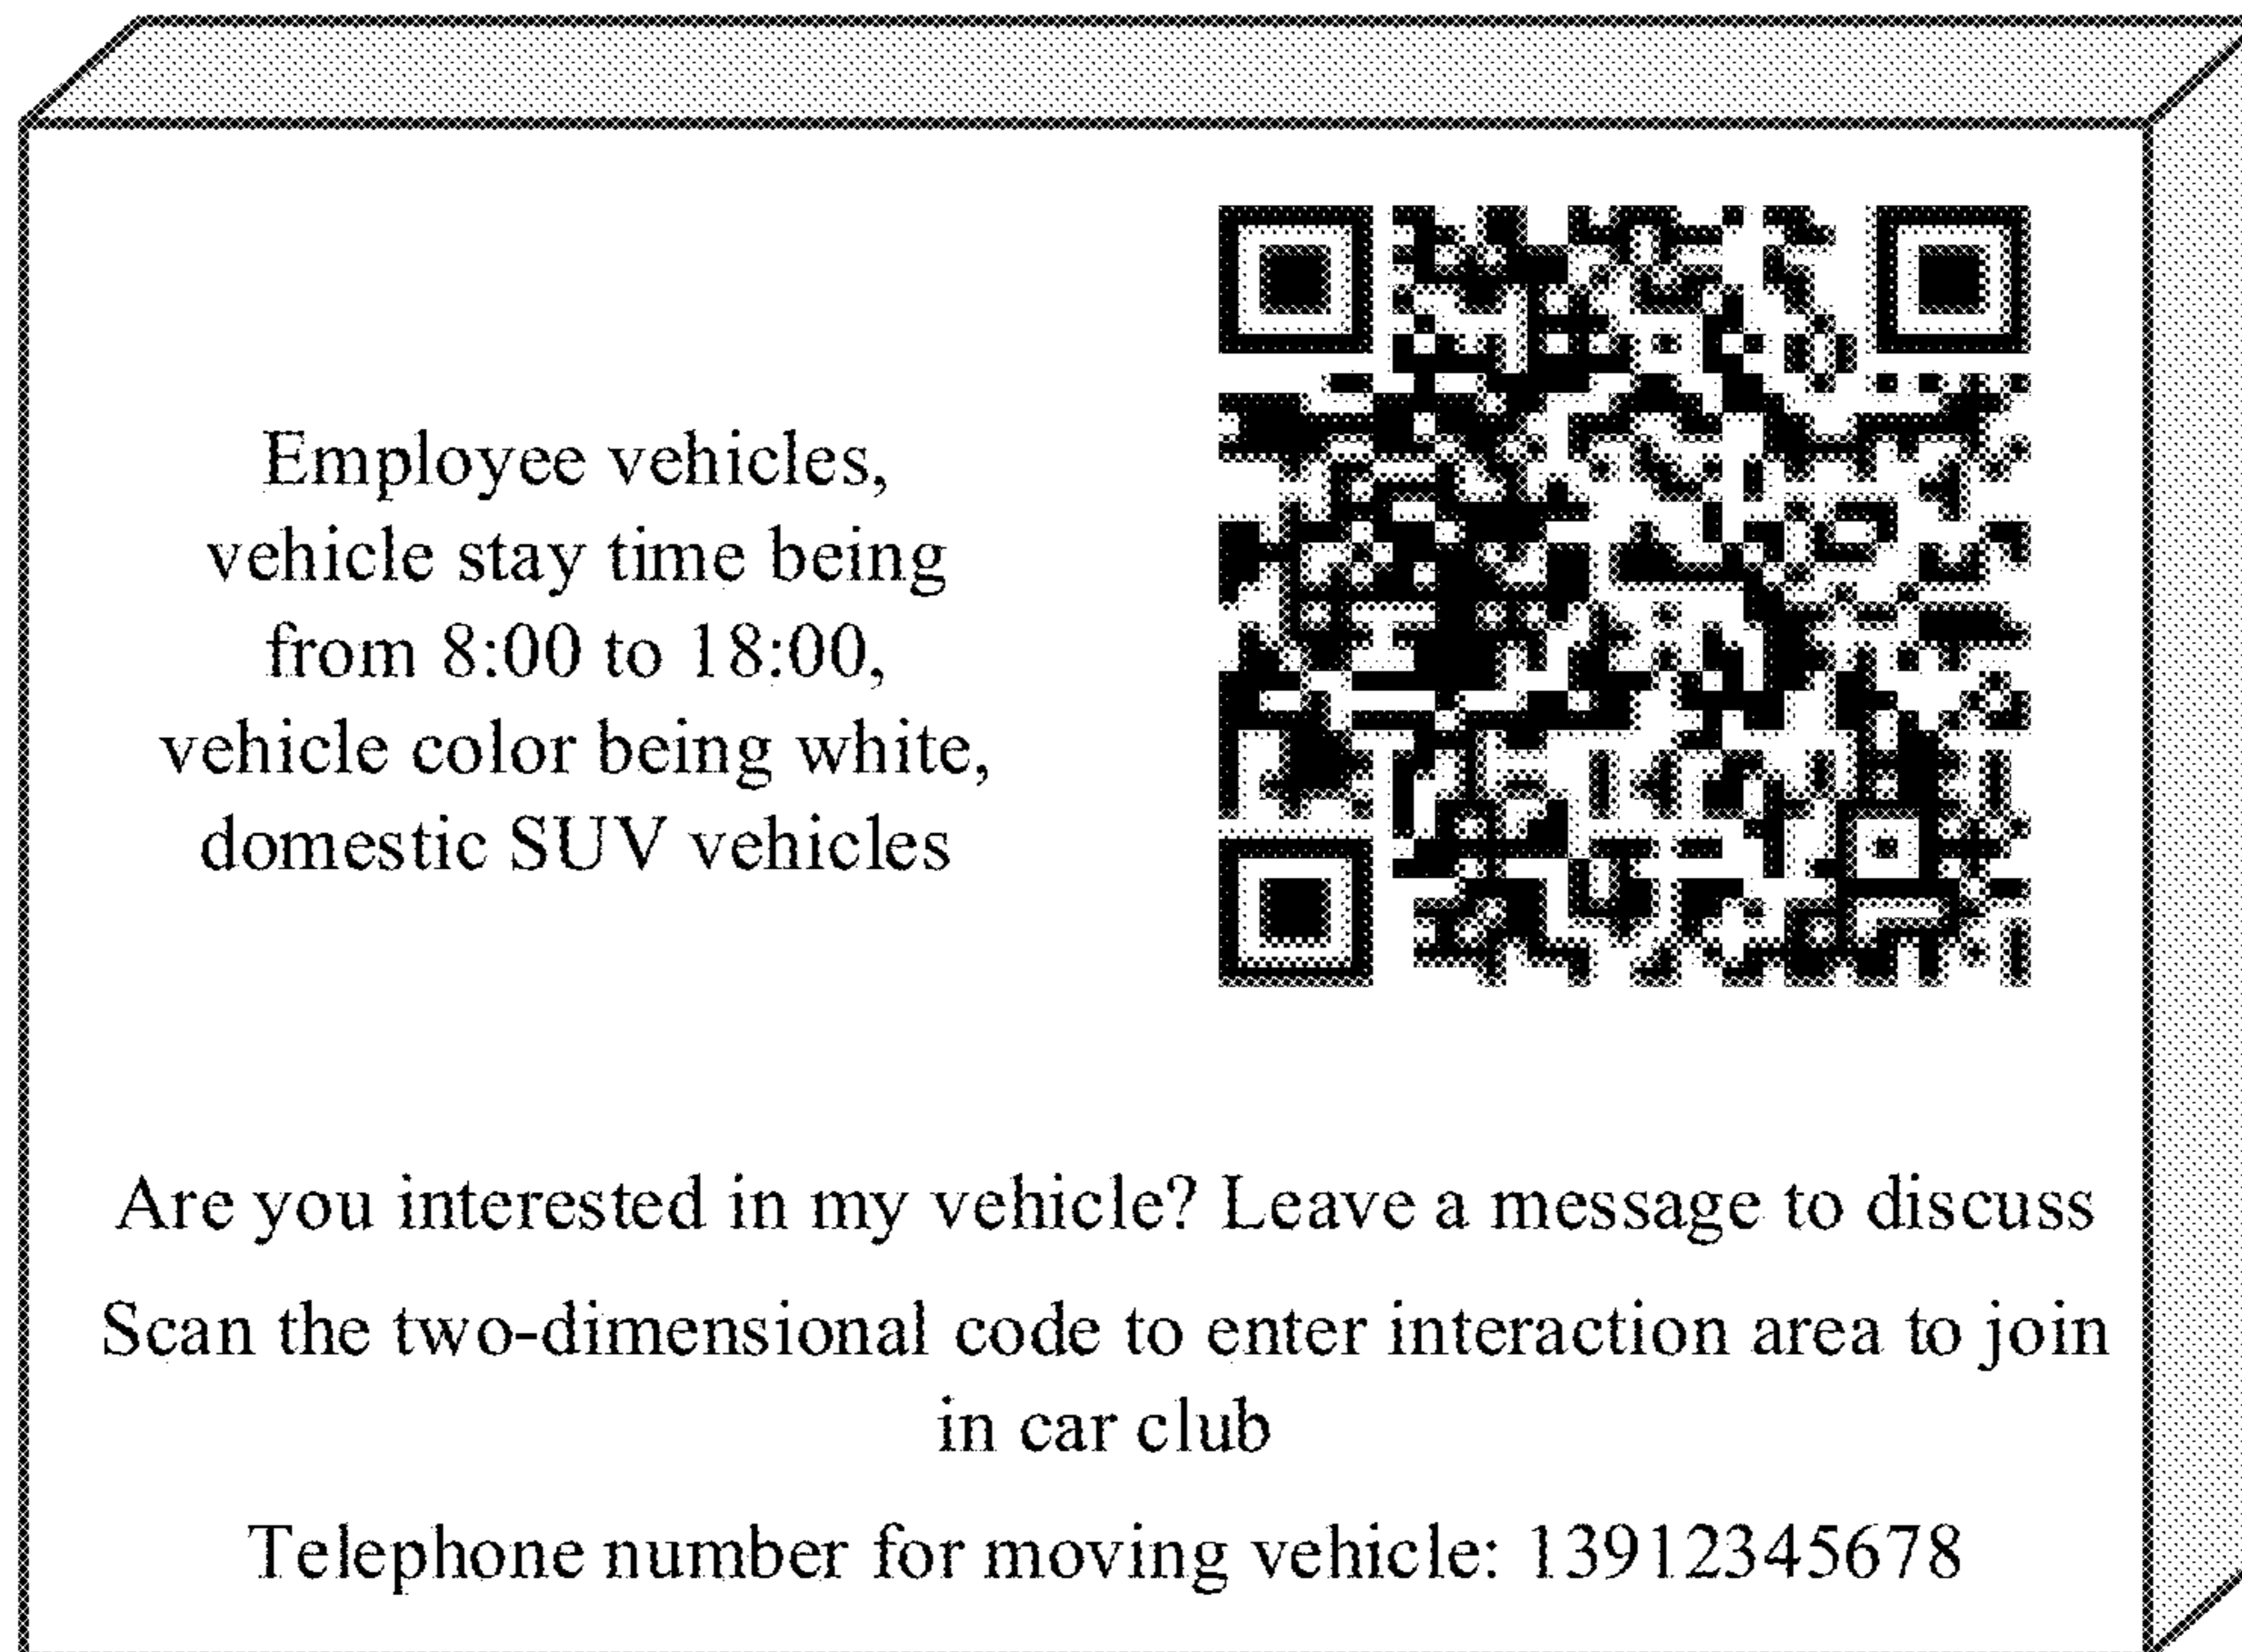 Employee vehicles,
vehicle stay time being
from 8:00 to 18:00,
vehicle color being white,
domestic SUV vehicles
Are you interested in my vehicle? Leave a message to discuss
Scan the two-dimensional code to enter interaction area to join
in car club
Telephone number for moving vehicle: 13912345678